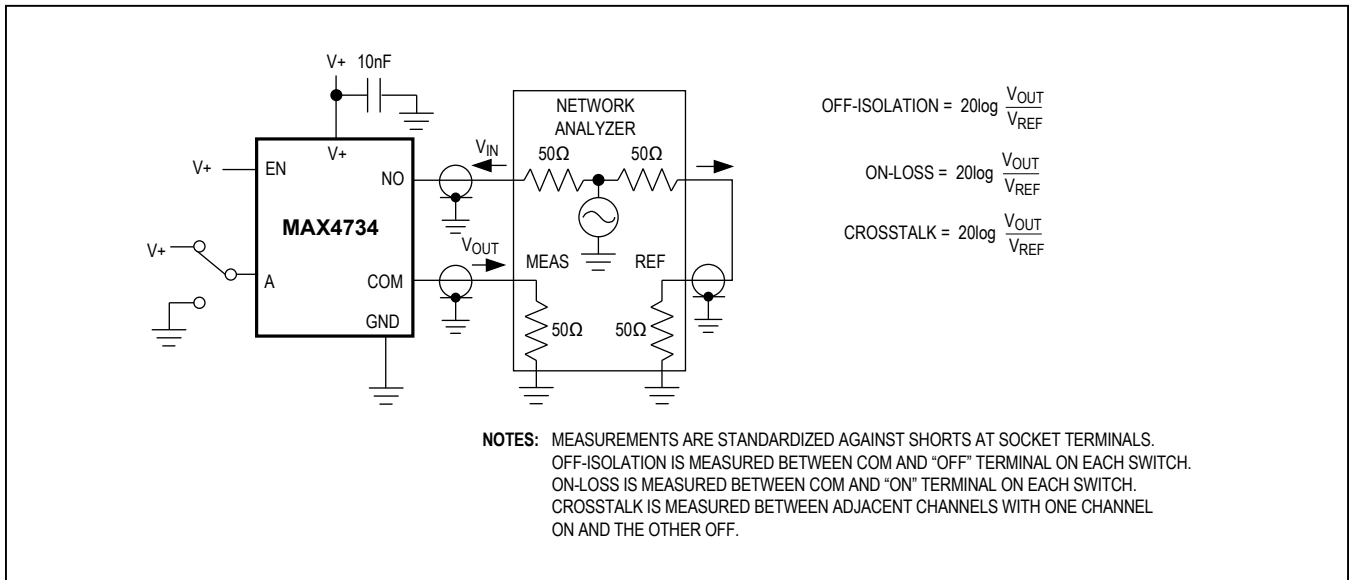 V+ 10nF
V+
V+
EN
NO
MAX4734
V+
A
COM
GND
VIN
VOUT
NETWORK
ANALYZER
50Ω 50Ω
MEAS REF
50Ω 50Ω
OFF-ISOLATION = 20log VOUT
VREF
ON-LOSS = 20log VOUT
VREF
CROSSTALK = 20log VOUT
VREF
NOTES: MEASUREMENTS ARE STANDARDIZED AGAINST SHORTS AT SOCKET TERMINALS.
OFF-ISOLATION IS MEASURED BETWEEN COM AND “OFF” TERMINAL ON EACH SWITCH.
ON-LOSS IS MEASURED BETWEEN COM AND “ON” TERMINAL ON EACH SWITCH.
CROSSTALK IS MEASURED BETWEEN ADJACENT CHANNELS WITH ONE CHANNEL
ON AND THE OTHER OFF.